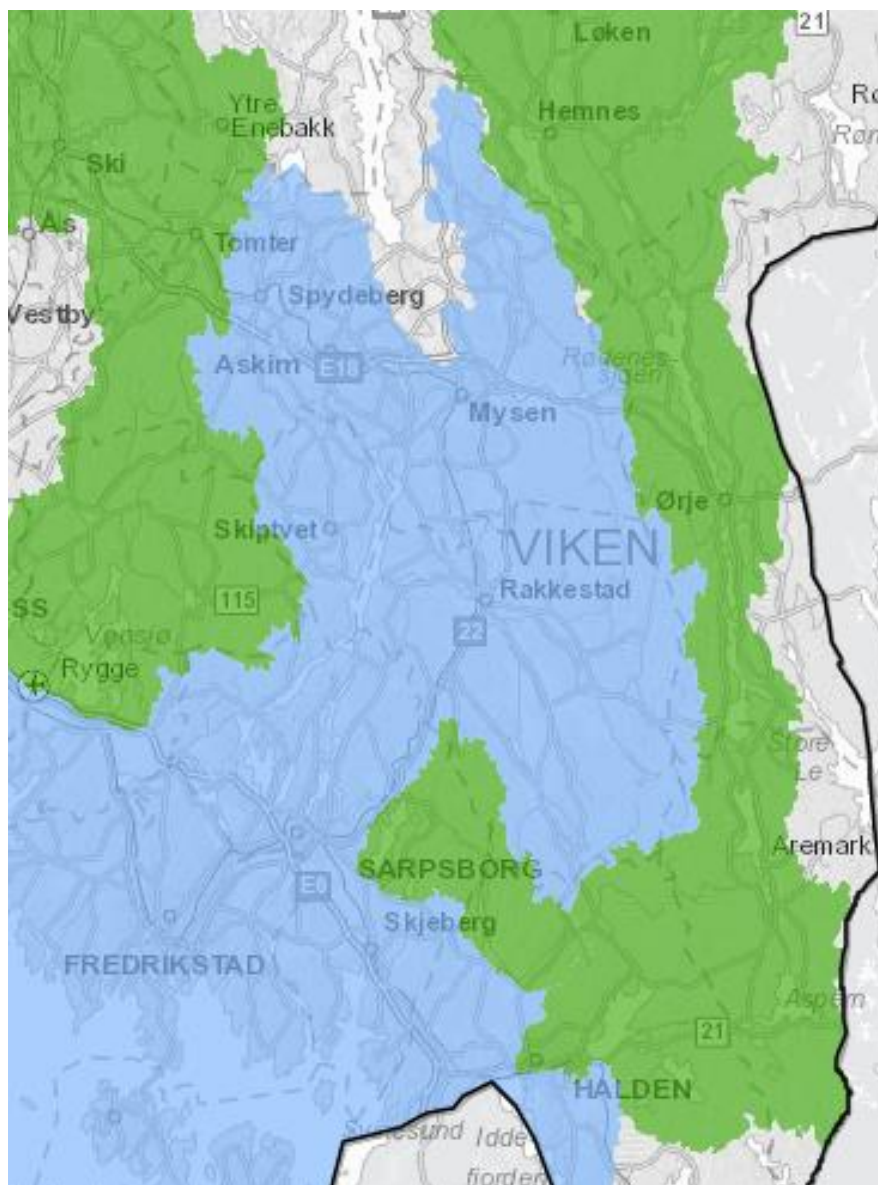 21
Løken
Hemnes
Ytre
Enebakk
Ski
Ås
Tomter
Spydeberg
Vestby
Askim
E18
Rødenes-
sjøen
Mysen
Ørje
Skiptvet
VIKEN
115
Rakkestad
22
SS
Vansjø
Rygge
Store
Le
Aremark
SARPSBORG
E6
Skjeberg
FREDRIKSTAD
Aspern
21
HALDEN
Idde
fjorden